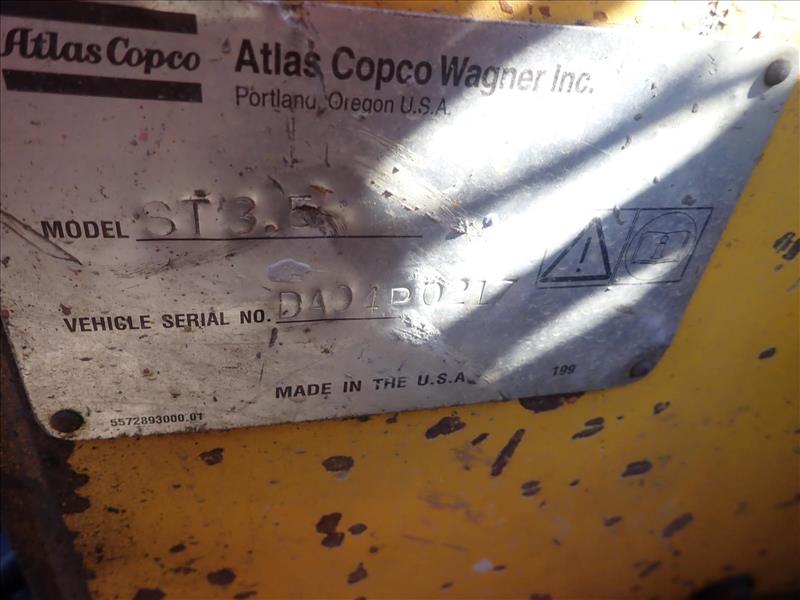 Atlas Copco
Atlas Copco Wagner Inc.
Portland, Oregon U.S.A.
MODEL ST3.5
VEHICLE SERIAL NO. DA04P0217
MADE IN THE U.S.A
199
5572893000.01